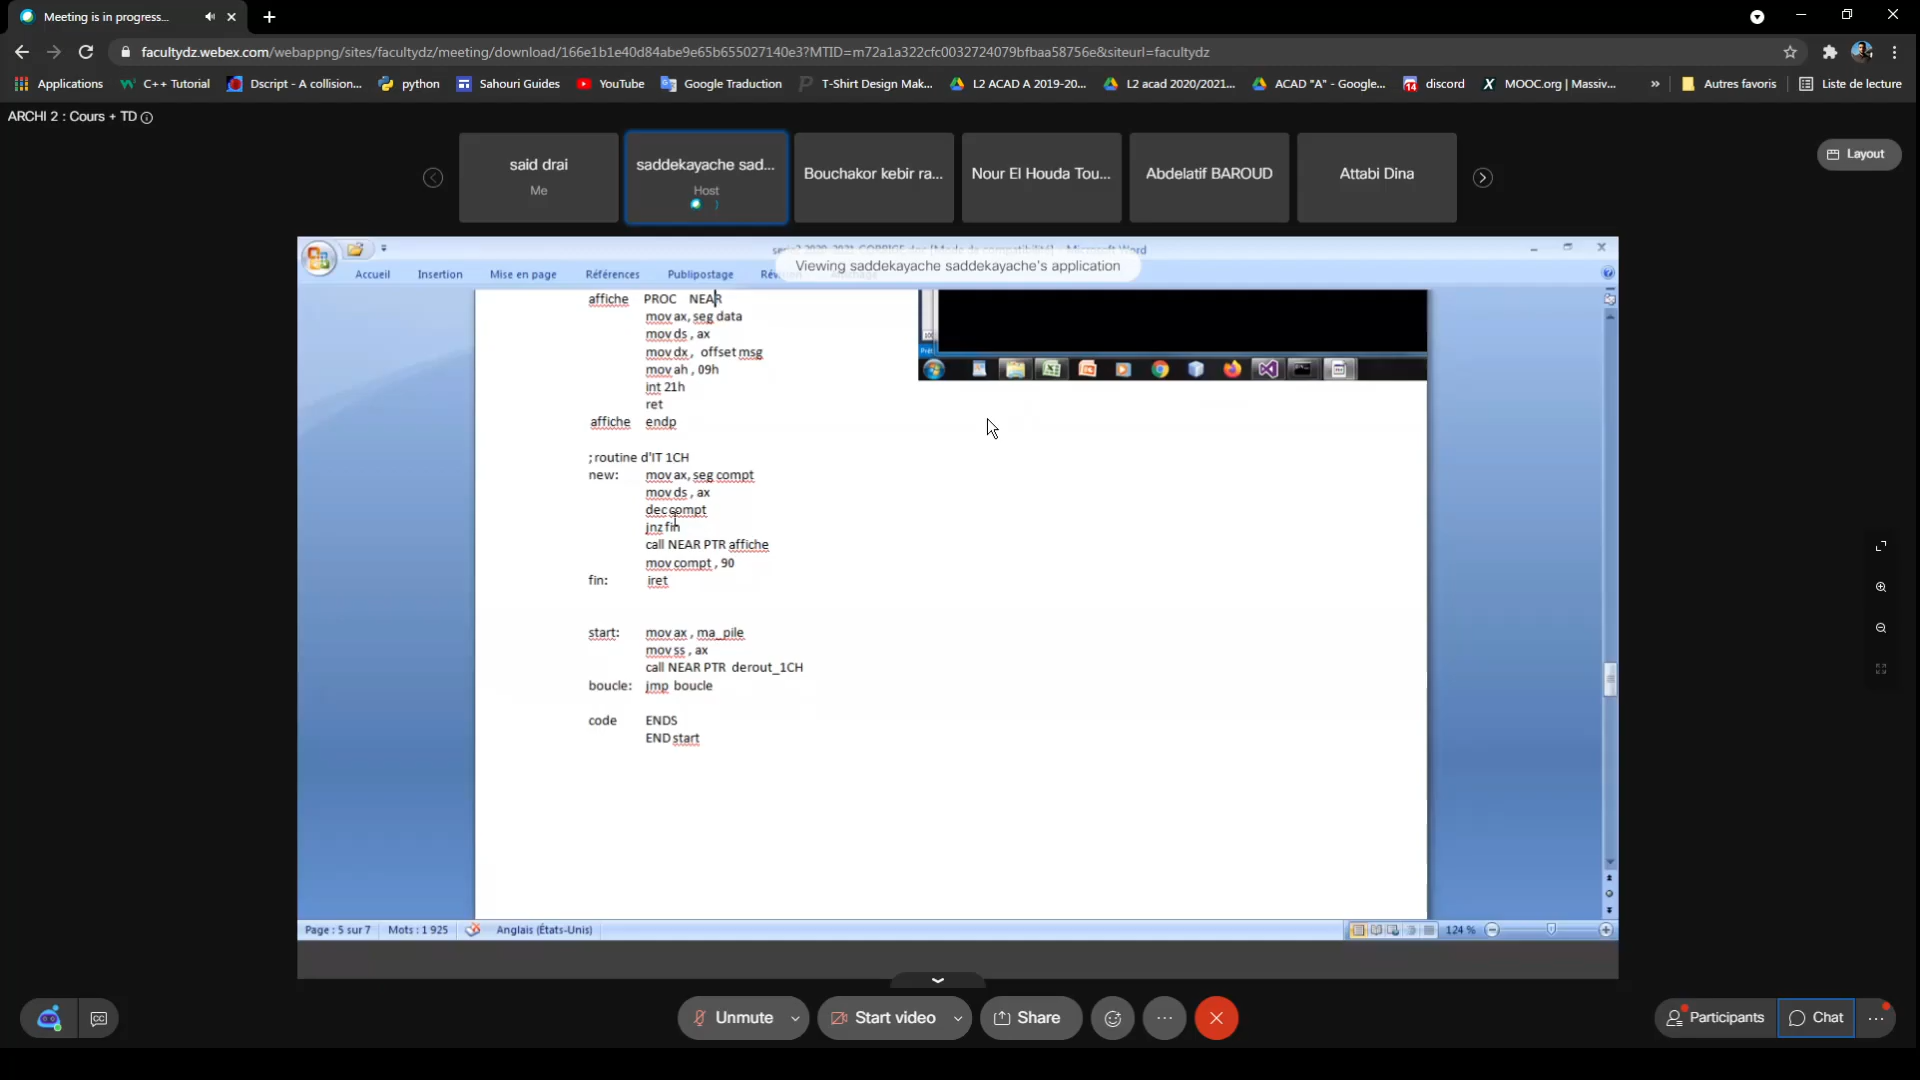 Meeting is in progress...
facultydz.webex.com/webappng/sites/facultydz/meeting/download/166e1b1e40d84abe9e65b655027140e3?MTID=m72a1a322cfc0032724079bfbaa58756e&siteurl=facultydz
Applications C++ Tutorial Dscript - A collision... python Sahouri Guides YouTube Google Traduction T-Shirt Design Mak... L2 ACAD A 2019-20... L2 acad 2020/2021... ACAD "A" - Google... 14 discord MOOC.org | Massiv... » Autres favoris Liste de lecture
ARCHI 2 : Cours + TD
said drai
Me
saddekayache sad...
Host
Bouchakor kebir ra...
Nour El Houda Tou...
Abdelatif BAROUD
Attabi Dina
Layout
Microsoft Word
Viewing saddekayache saddekayache's application
Accueil Insertion Mise en page Références Publipostage
affiche PROC NEAR
mov ax, seg data
mov ds , ax
mov dx , offset msg
mov ah , 09h
int 21h
ret
affiche endp
; routine d'IT 1CH
new: mov ax, seg compt
mov ds , ax
dec compt
jnz fin
call NEAR PTR affiche
mov compt , 90
fin: iret
start: mov ax , ma_pile
mov ss , ax
call NEAR PTR derout_1CH
boucle: jmp boucle
code ENDS
END start
Page : 5 sur 7 Mots : 1 925 Anglais (États-Unis) 124 %
Unmute Start video Share Participants Chat